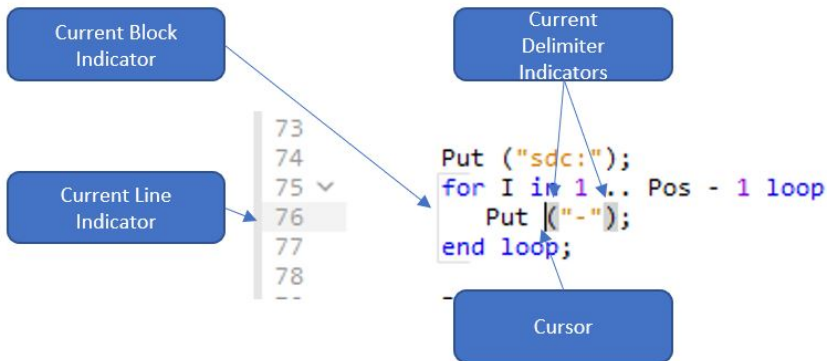 Current Block
Indicator
Current
Delimiter
Indicators
Current Line
Indicator
73
74 Put ("sdc:");
75 for I in 1 .. Pos - 1 loop
76 Put ("-");
77 end loop;
78
Cursor